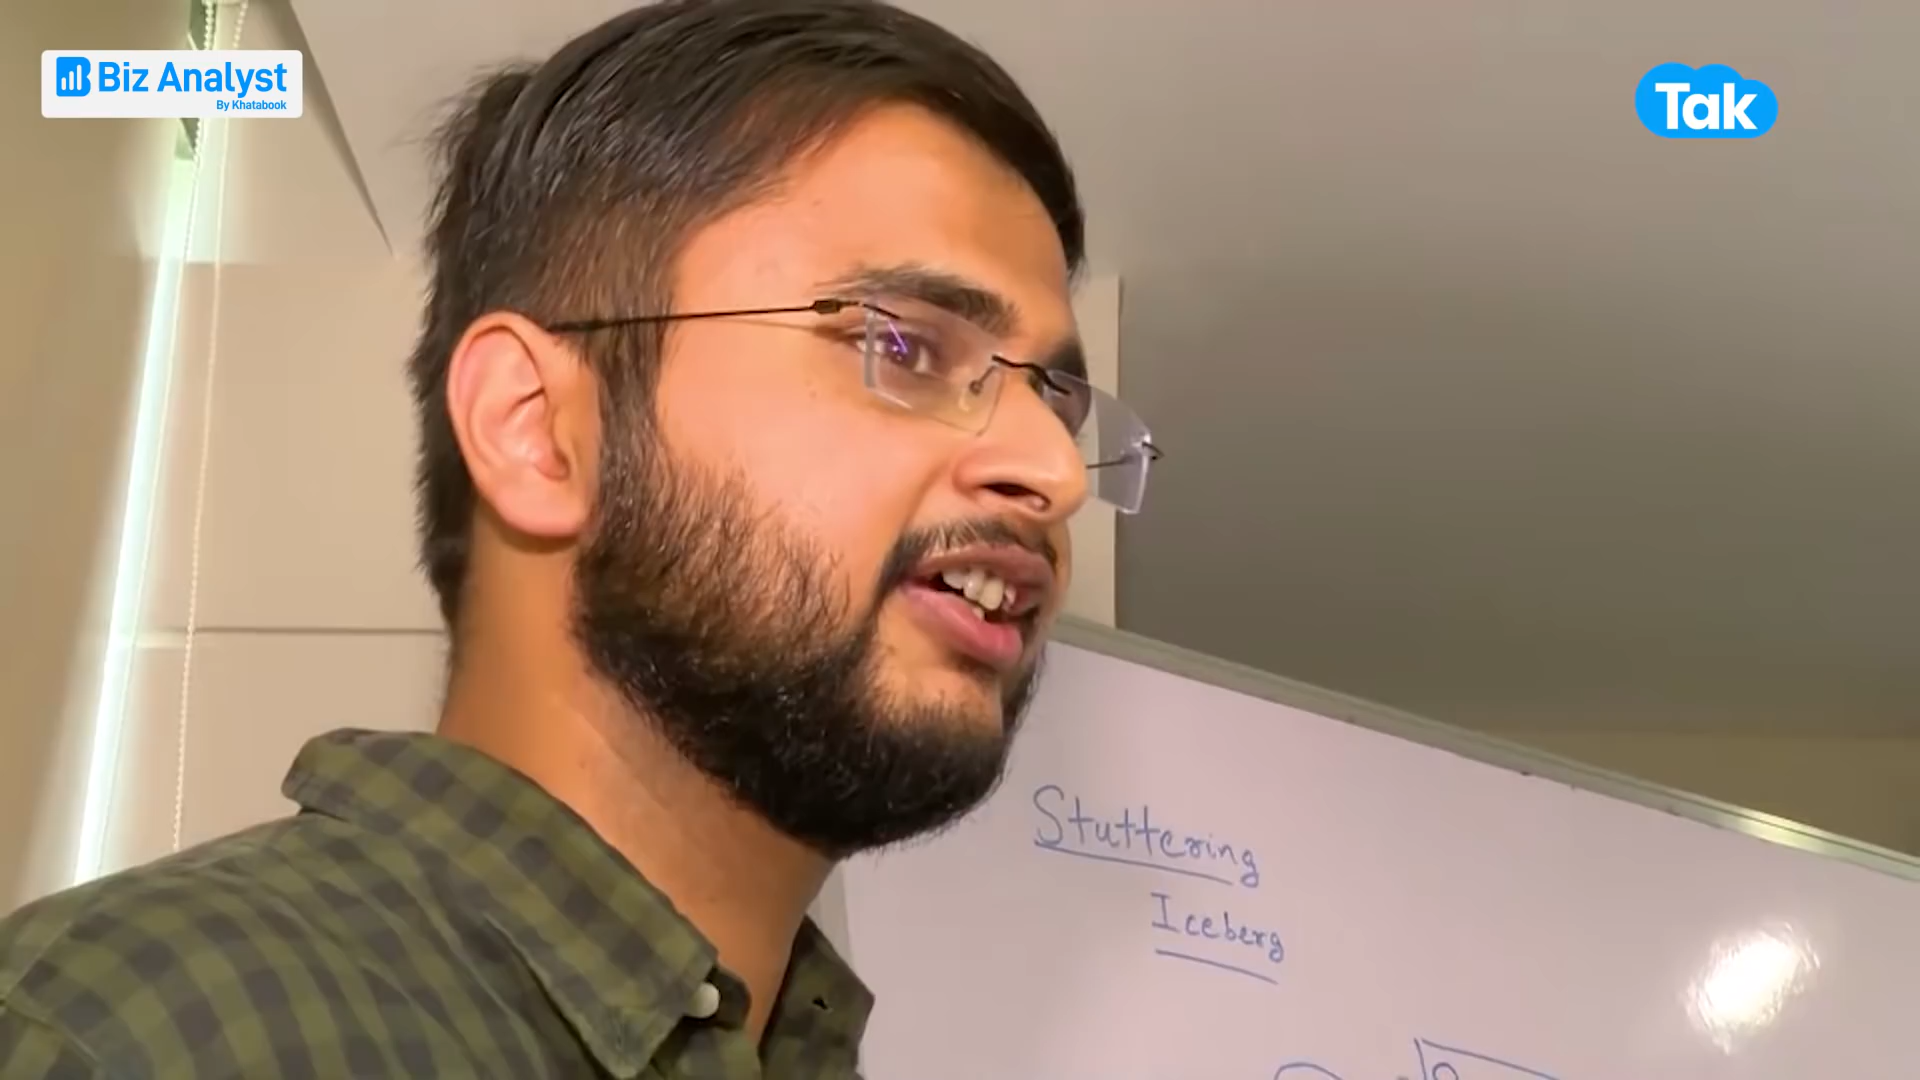 Biz Analyst
By Khatabook
Tak
Stuttering
Iceberg